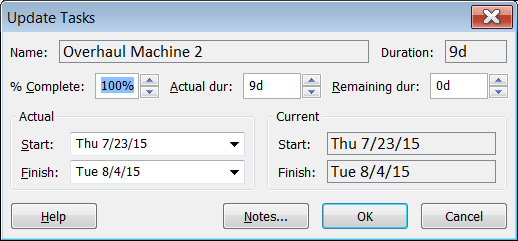 Update Tasks
Name: Overhaul Machine 2 Duration: 9d
% Complete: 100% Actual dur: 9d Remaining dur: 0d
Actual Current
Start: Thu 7/23/15 Start: Thu 7/23/15
Finish: Tue 8/4/15 Finish: Tue 8/4/15
Help Notes... OK Cancel